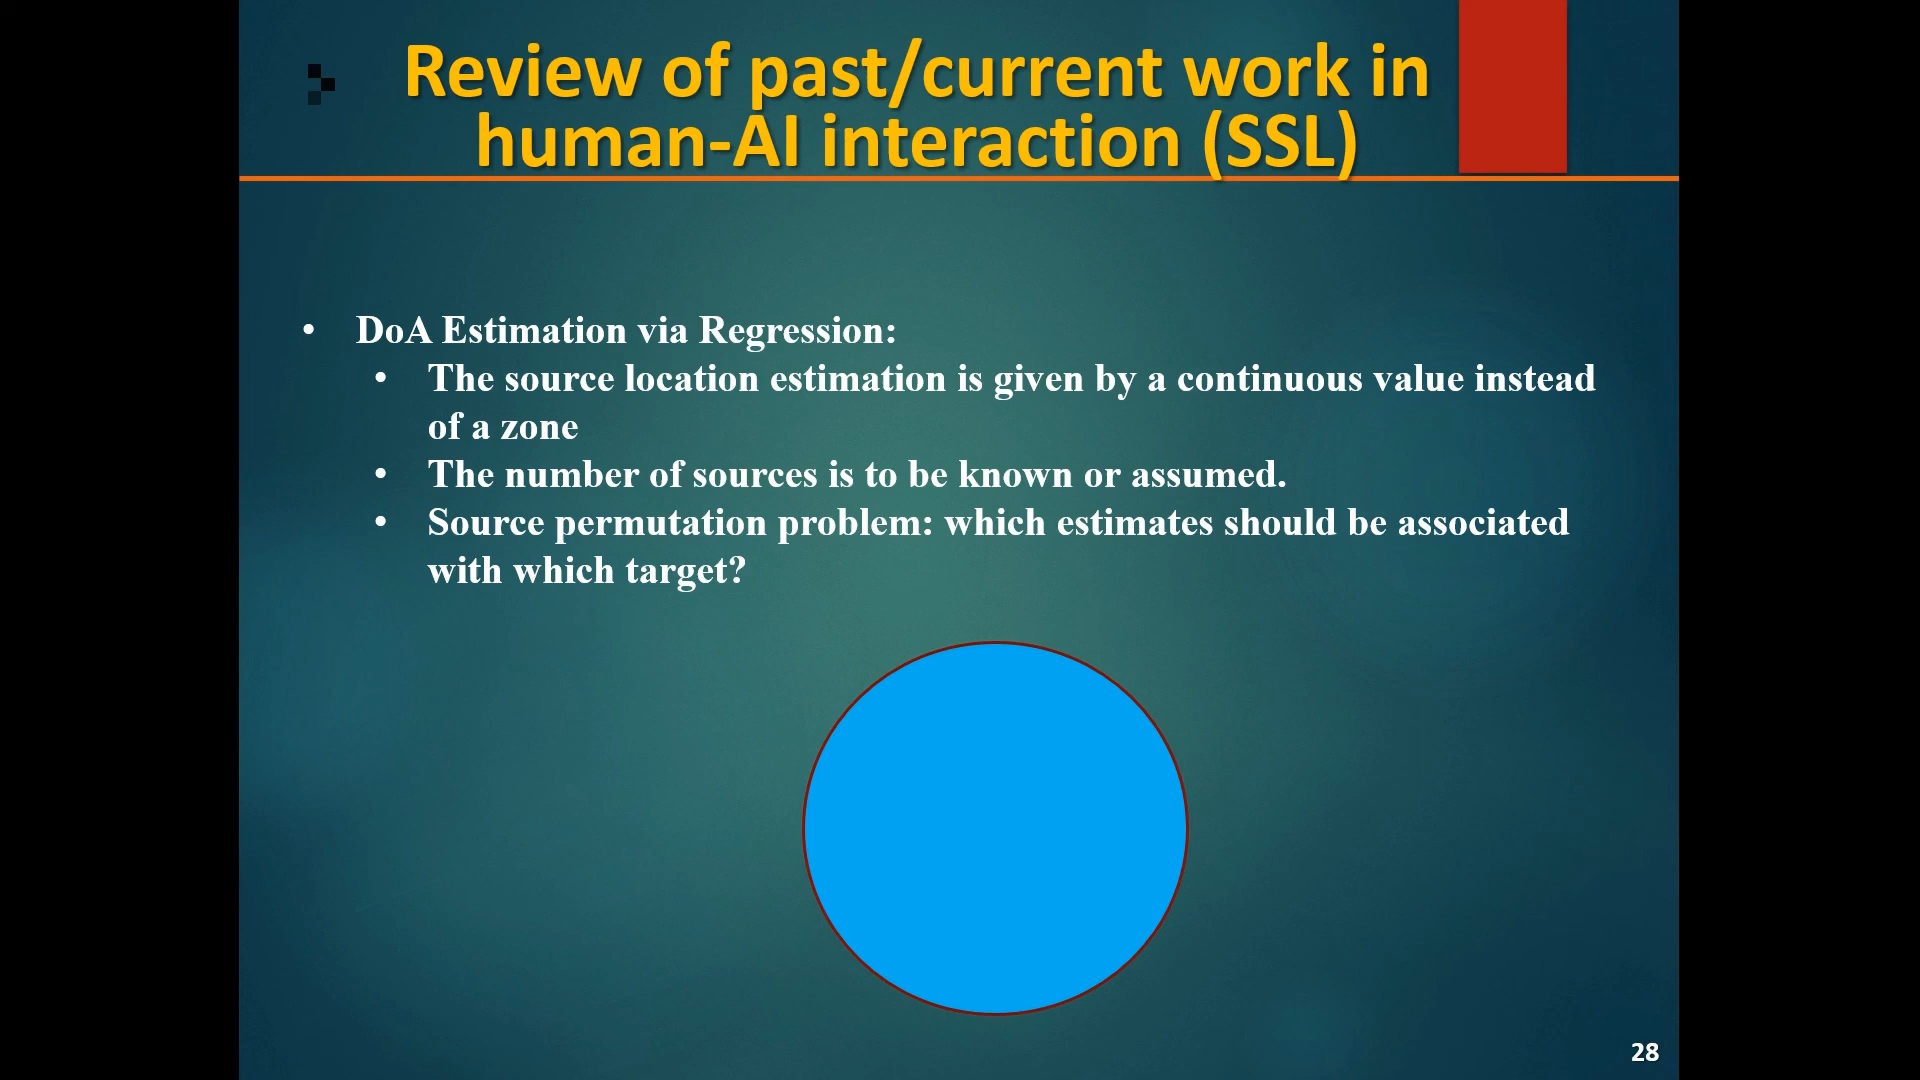 Review of past/current work in
human-AI interaction (SSL)
• DoA Estimation via Regression:
• The source location estimation is given by a continuous value instead
of a zone
• The number of sources is to be known or assumed.
• Source permutation problem: which estimates should be associated
with which target?
28